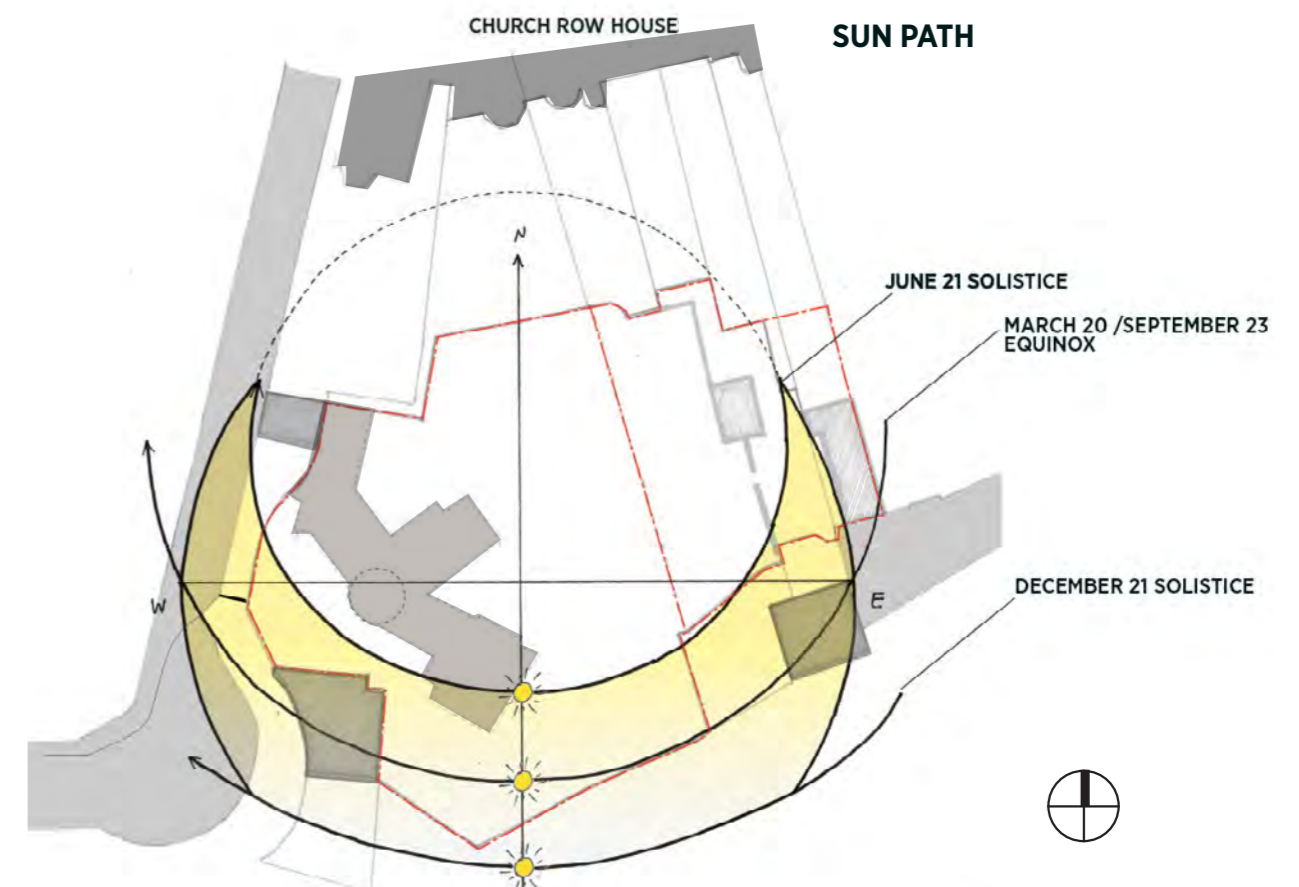 CHURCH ROW HOUSE
SUN PATH
N
JUNE 21 SOLISTICE
MARCH 20 /SEPTEMBER 23
EQUINOX
W
E
DECEMBER 21 SOLISTICE